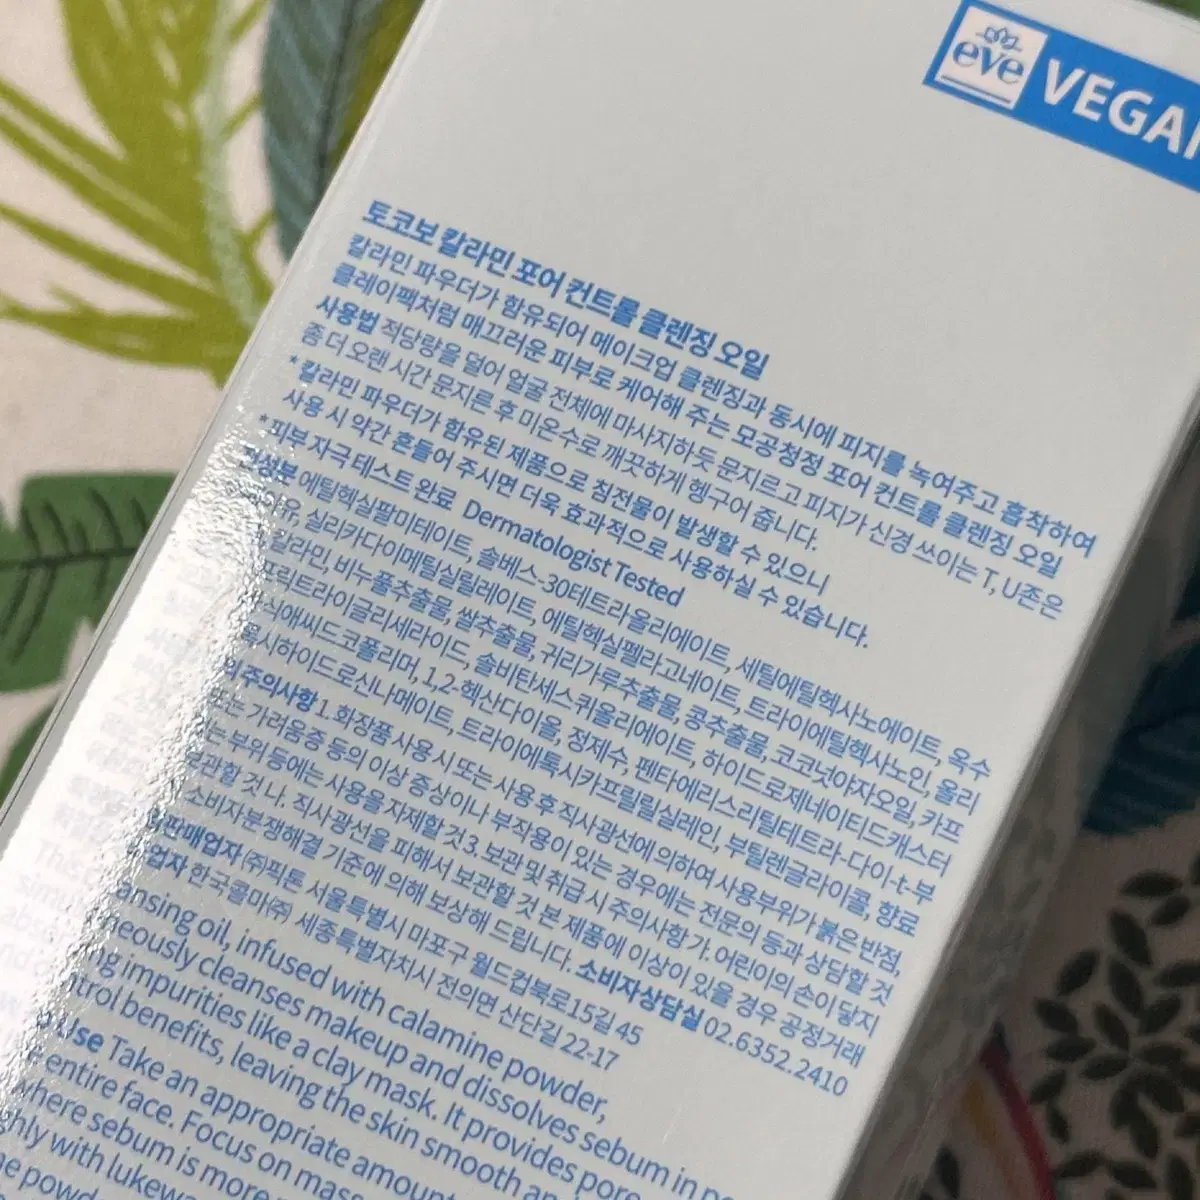 eve VEGAN
토코보 칼라민 포어 컨트롤 클렌징 오일
칼라민 파우더가 함유되어 메이크업 클렌징과 동시에 피지를 녹여주고 흡착하여
클레이팩처럼 매끄러운 피부로 케어해 주는 모공청정 포어 컨트롤 클렌징 오일
사용법 적당량을 덜어 얼굴 전체에 마사지하듯 문지르고 피지가 신경 쓰이는 T, U존은
좀 더 오랜 시간 문지른 후 미온수로 깨끗하게 헹구어 줍니다.
* 칼라민 파우더가 함유된 제품으로 침전물이 발생할 수 있으니
사용 시 약간 흔들어 주시면 더욱 효과적으로 사용하실 수 있습니다.
* 피부 자극 테스트 완료 Dermatologist Tested
성분 에틸헥실팔미테이트, 솔베스-30테트라올리에이트, 세틸에틸헥사노에이트, 옥수
유, 실리카다이메틸실릴레이트, 에틸헥실펠라고네이트, 트라이에틸헥사노인, 올리
칼라민, 비누풀추출물, 쌀추출물, 귀리가루추출물, 콩추출물, 코코넛야자오일, 카프
프릭트라이글리세라이드, 솔비탄세스퀴올리에이트, 하이드로제네이티드캐스터
식애씨드코폴리머, 1,2-헥산다이올, 정제수, 펜타에리스리틸테트라-다이-t-부
록시하이드로신나메이트, 트라이에톡시카프릴릴실레인, 부틸렌글라이콜, 향료
주의사항 1. 화장품 사용 시 또는 사용 후 직사광선에 의하여 사용부위가 붉은 반점,
또는 가려움증 등의 이상 증상이나 부작용이 있는 경우에는 전문의 등과 상담할 것
는 부위 등에는 사용을 자제할 것 3. 보관 및 취급 시 주의사항 가. 어린이의 손이 닿지
보관할 것 나. 직사광선을 피해서 보관할 것 본 제품에 이상이 있을 경우 공정거래
소비자분쟁해결 기준에 의해 보상해 드립니다. 소비자상담실 02.6352.2410
판매업자 ㈜픽톤 서울특별시 마포구 월드컵북로15길 45
업자 한국콜마㈜ 세종특별자치시 전의면 산단길 22-17
This cleansing oil, infused with calamine powder,
simultaneously cleanses makeup and dissolves sebum in
absorbing impurities like a clay mask. It provides pore
control benefits, leaving the skin smooth
Use Take an appropriate amount
entire face. Focus on
where sebum is more
with